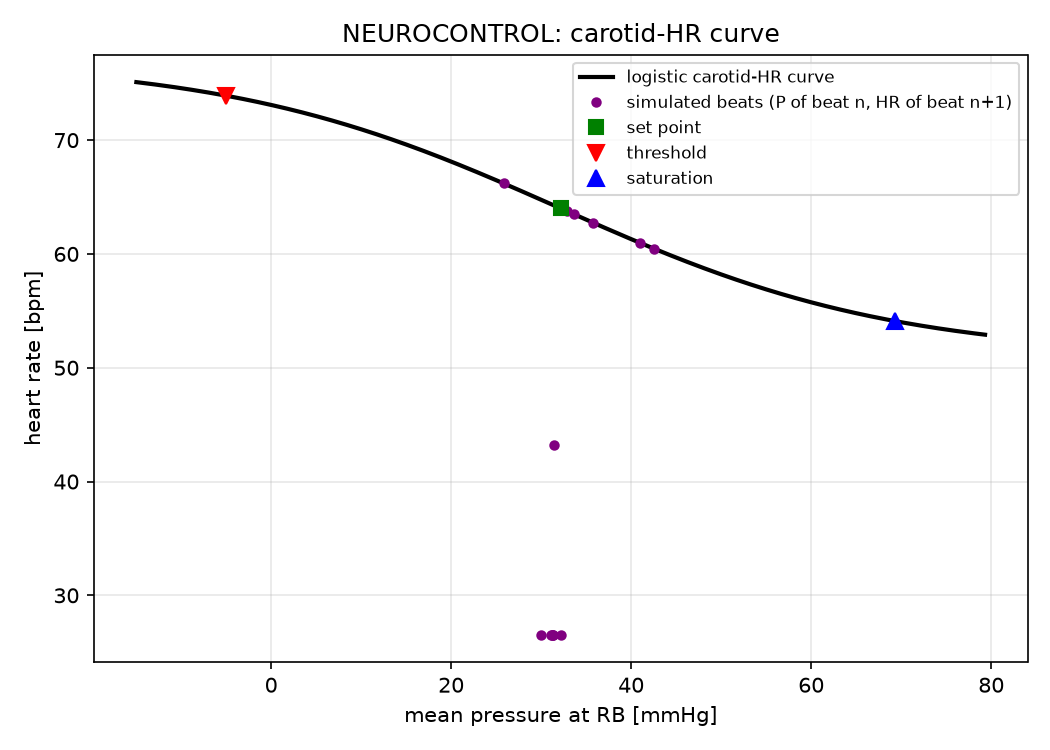 NEUROCONTROL: carotid-HR curve
logistic carotid-HR curve
simulated beats (P of beat n, HR of beat n+1)
set point
threshold
saturation
heart rate [bpm]
70
60
50
40
30
0 20 40 60 80
mean pressure at RB [mmHg]